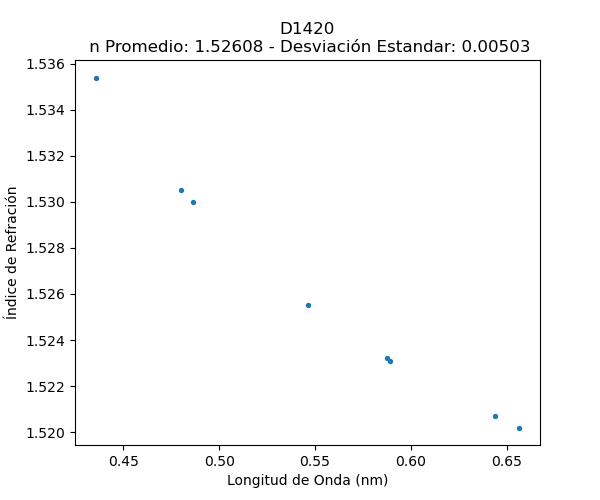 D1420
n Promedio: 1.52608 - Desviación Estandar: 0.00503
Índice de Refración
1.536
1.534
1.532
1.530
1.528
1.526
1.524
1.522
1.520
0.45 0.50 0.55 0.60 0.65
Longitud de Onda (nm)